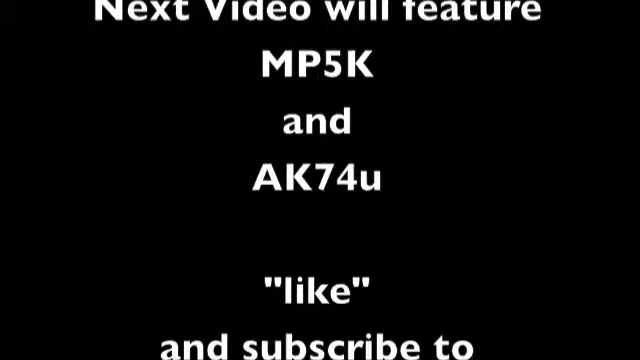 Next Video will feature
MP5K
and
AK74u
"like"
and subscribe to